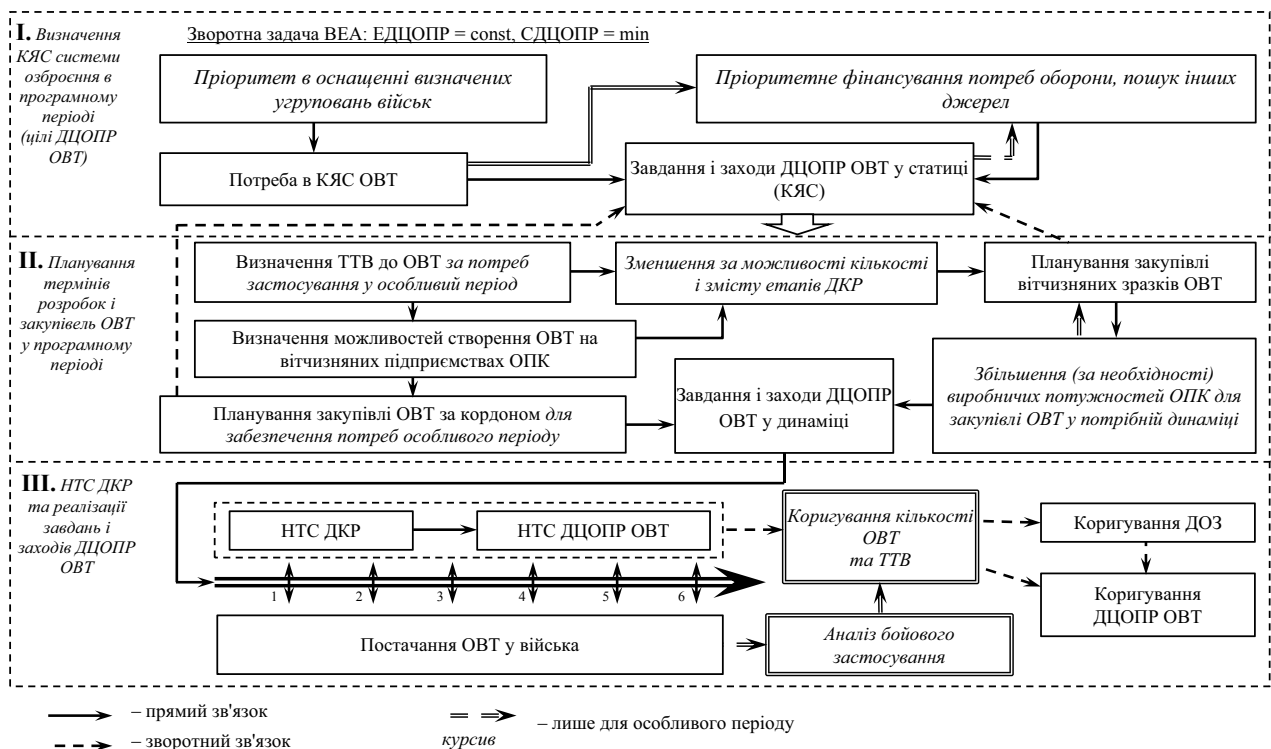 I. Визначення
КЯС системи
озброєння в
програмному
періоді
(цілі ДЦОПР
ОВТ)
Зворотна задача ВЕА: ЕДЦОПР = const, СДЦОПР = min
Пріоритет в оснащенні визначених
угруповань військ
Пріоритетне фінансування потреб оборони, пошук інших
джерел
Потреба в КЯС ОВТ
Завдання і заходи ДЦОПР ОВТ у статиці
(КЯС)
II. Планування
термінів
розробок і
закупівель ОВТ
у програмному
періоді
Визначення ТТВ до ОВТ за потреб
застосування у особливий період
Зменшення за можливості кількості
і змісту етапів ДКР
Планування закупівлі
вітчизняних зразків ОВТ
Визначення можливостей створення ОВТ на
вітчизняних підприємствах ОПК
Завдання і заходи ДЦОПР
ОВТ у динаміці
Збільшення (за необхідності)
виробничих потужностей ОПК для
закупівлі ОВТ у потрібній динаміці
Планування закупівлі ОВТ за кордоном для
забезпечення потреб особливого періоду
III. НТС ДКР
та реалізації
завдань і
заходів ДЦОПР
ОВТ
НТС ДКР
НТС ДЦОПР ОВТ
Коригування кількості
ОВТ
та ТТВ
Коригування ДОЗ
1 2 3 4 5 6
Коригування
ДЦОПР ОВТ
Постачання ОВТ у війська
Аналіз бойового
застосування
– прямий зв'язок
– зворотний зв'язок
курсив
– лише для особливого періоду